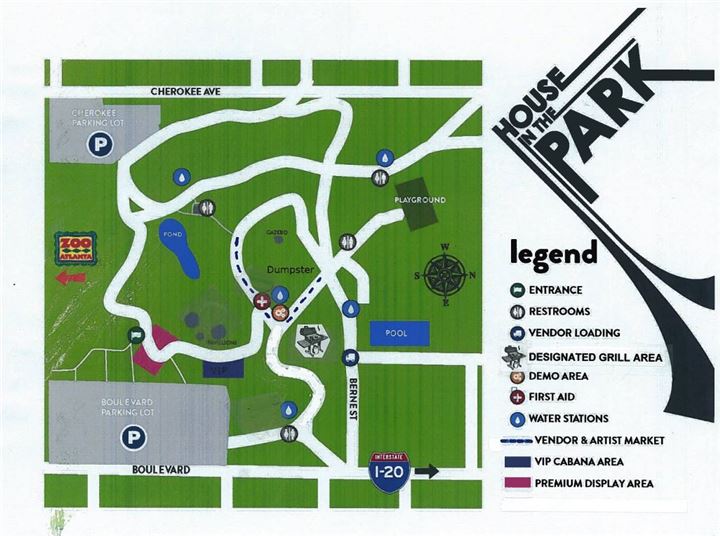 HOUSE
IN THE
PARK
CHEROKEE AVE
CHEROKEE
PARKING LOT
P
PLAYGROUND
POND
GAZEBO
ZOO
ATLANTA
Dumpster
W
S
N
E
POOL
PAVILIONS
VIP
BERNE ST
BOULEVARD
PARKING LOT
P
BOULEVARD
INTERSTATE
I-20
legend
ENTRANCE
RESTROOMS
VENDOR LOADING
DESIGNATED GRILL AREA
DEMO AREA
FIRST AID
WATER STATIONS
VENDOR & ARTIST MARKET
VIP CABANA AREA
PREMIUM DISPLAY AREA